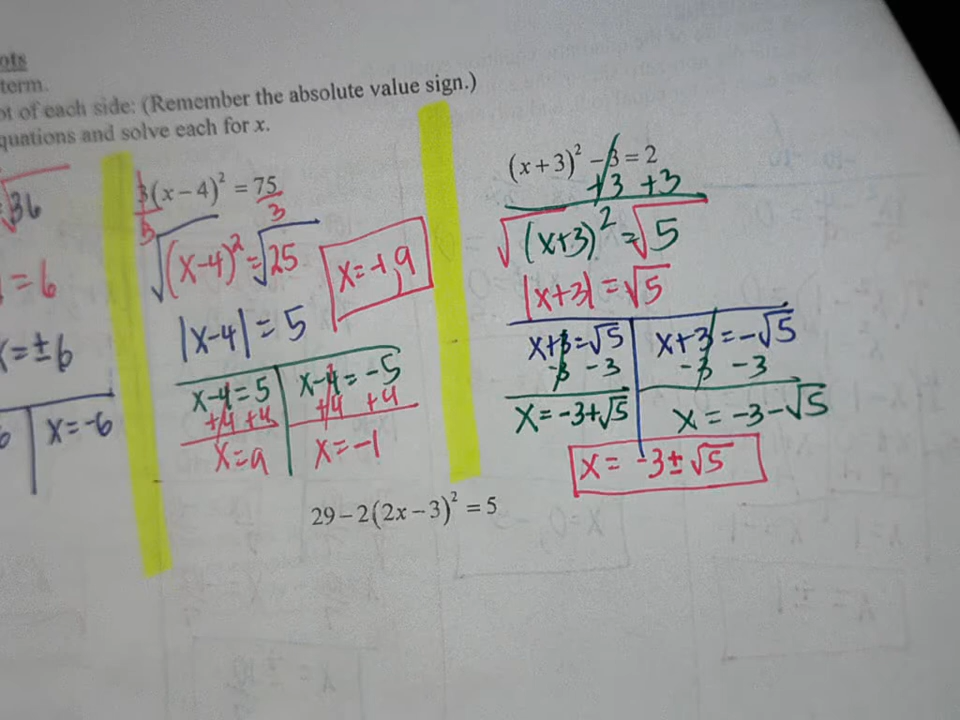 ots
term.
ot of each side: (Remember the absolute value sign.)
quations and solve each for x.
√36
= 6
x = ±6
6 | x = -6
3(x − 4)² = 75
3 3
√(x-4)² = √25
x = -1, 9
|x-4| = 5
x-4 = 5 | x-4 = -5
+4 +4 | +4 +4
x = 9 | x = -1
(x + 3)² − 3 = 2
+3 +3
√(x+3)² = √5
|x+3| = √5
x+3 = √5 | x+3 = -√5
-3 -3 | -3 -3
x = -3+√5 | x = -3-√5
x = -3 ± √5
29 − 2(2x − 3)² = 5